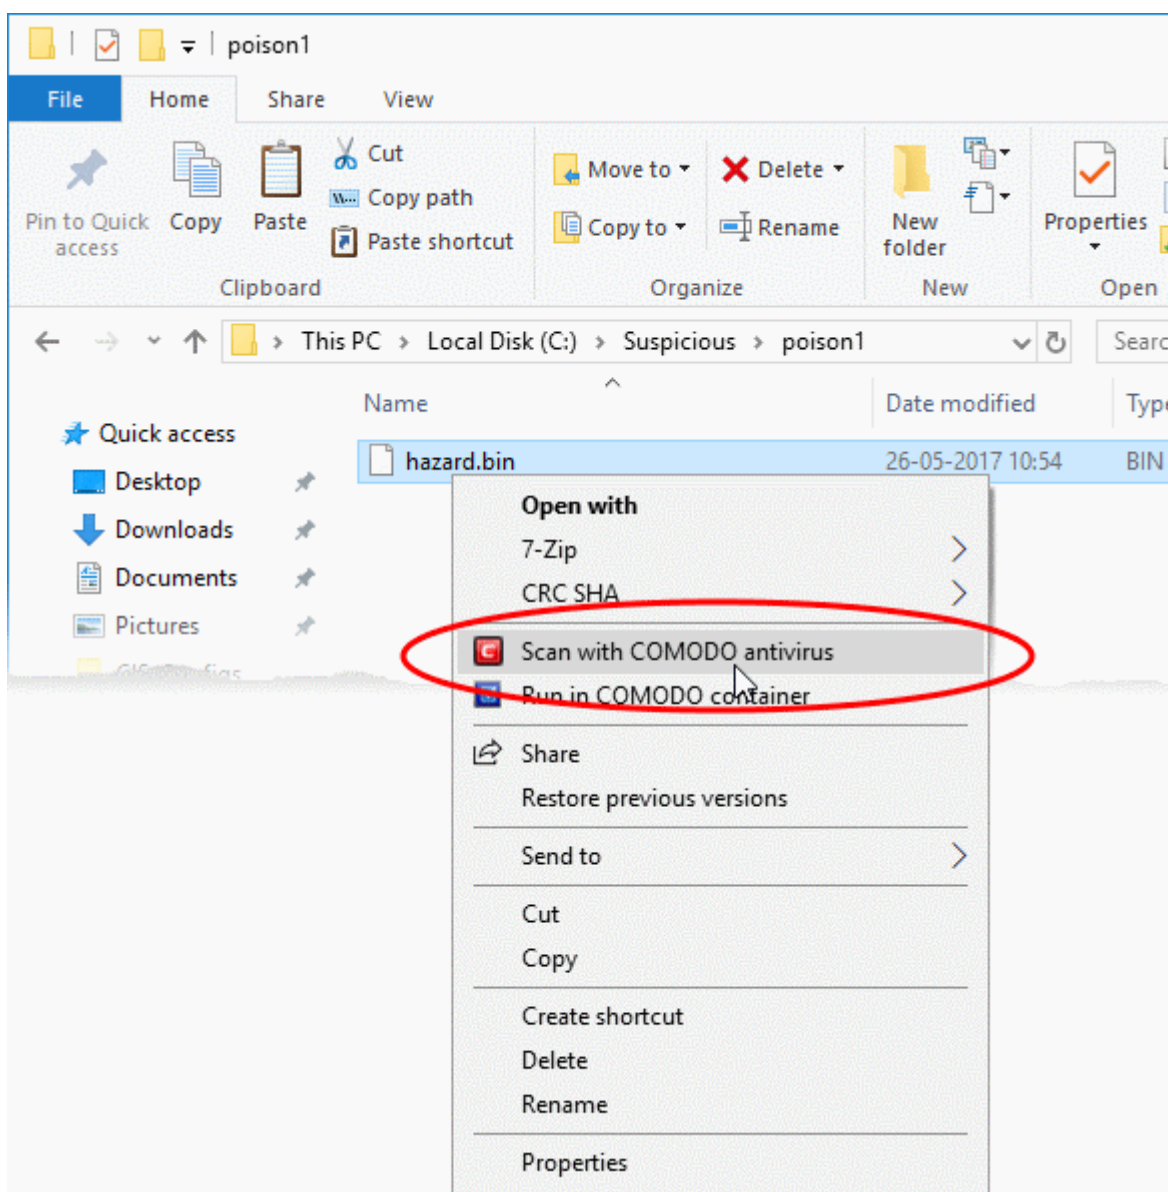 poison1
File Home Share View
Pin to Quick access
Copy
Paste
Cut
Copy path
Paste shortcut
Clipboard
Move to
Copy to
Delete
Rename
Organize
New folder
New
Properties
Open
This PC > Local Disk (C:) > Suspicious > poison1
Searc
Name Date modified Type
Quick access
Desktop
Downloads
Documents
Pictures
hazard.bin 26-05-2017 10:54 BIN
Open with
7-Zip
CRC SHA
Scan with COMODO antivirus
Run in COMODO container
Share
Restore previous versions
Send to
Cut
Copy
Create shortcut
Delete
Rename
Properties